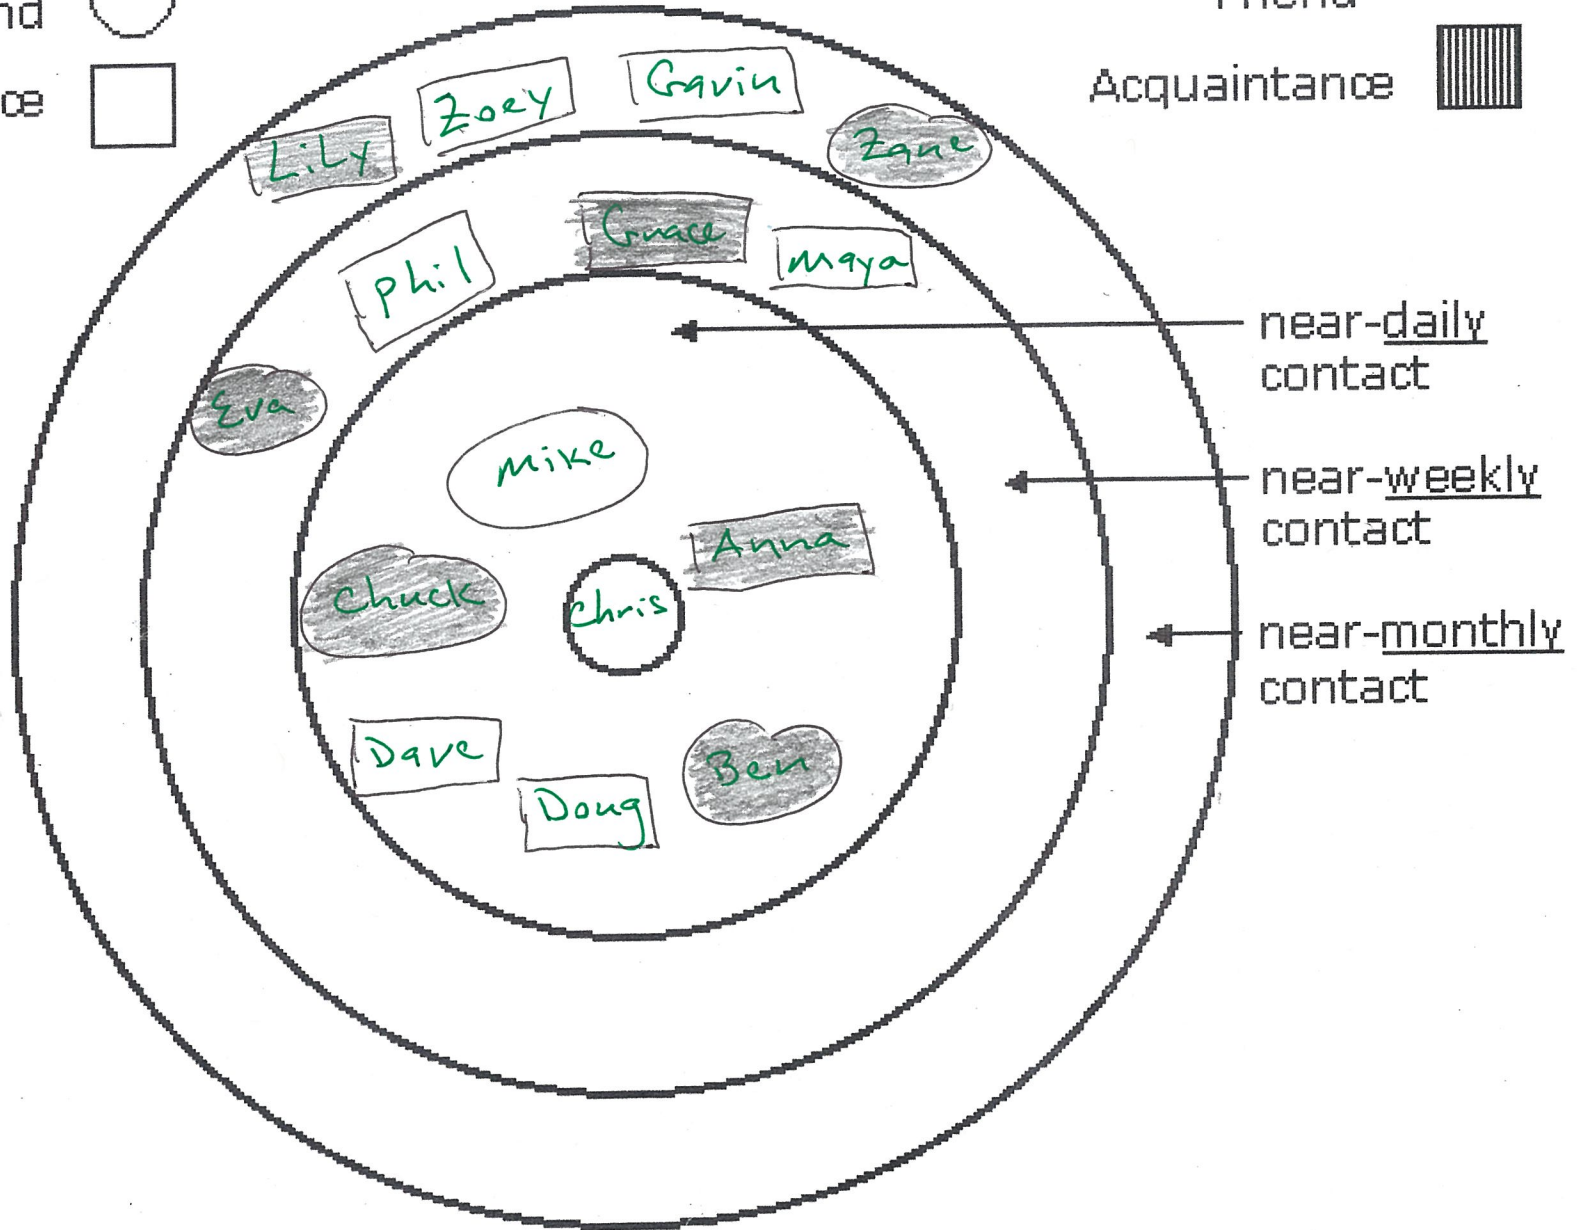 nd
Friend
ce
Acquaintance
Gavin
Zoey
Lily
Zane
Grace
Maya
Phil
near-daily
contact
Eva
Mike
near-weekly
contact
Anna
Chuck
Chris
near-monthly
contact
Dave
Ben
Doug